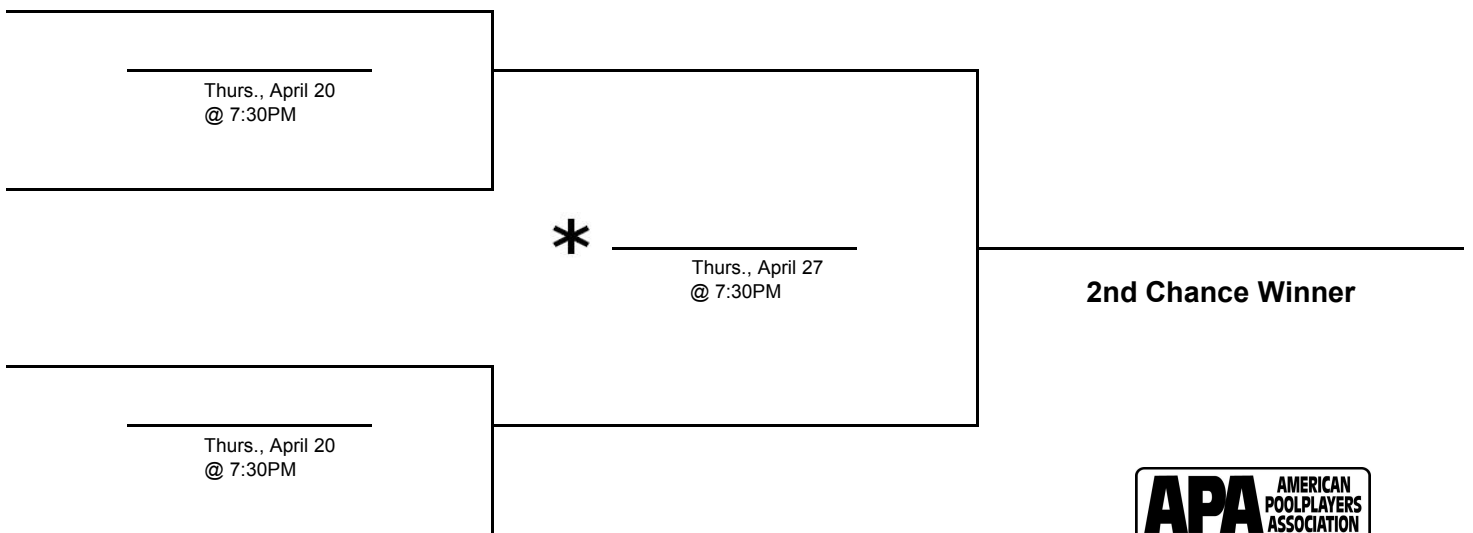 Thurs., April 20
@ 7:30PM
*
Thurs., April 27
@ 7:30PM
2nd Chance Winner
Thurs., April 20
@ 7:30PM
APA AMERICAN
POOLPLAYERS
ASSOCIATION